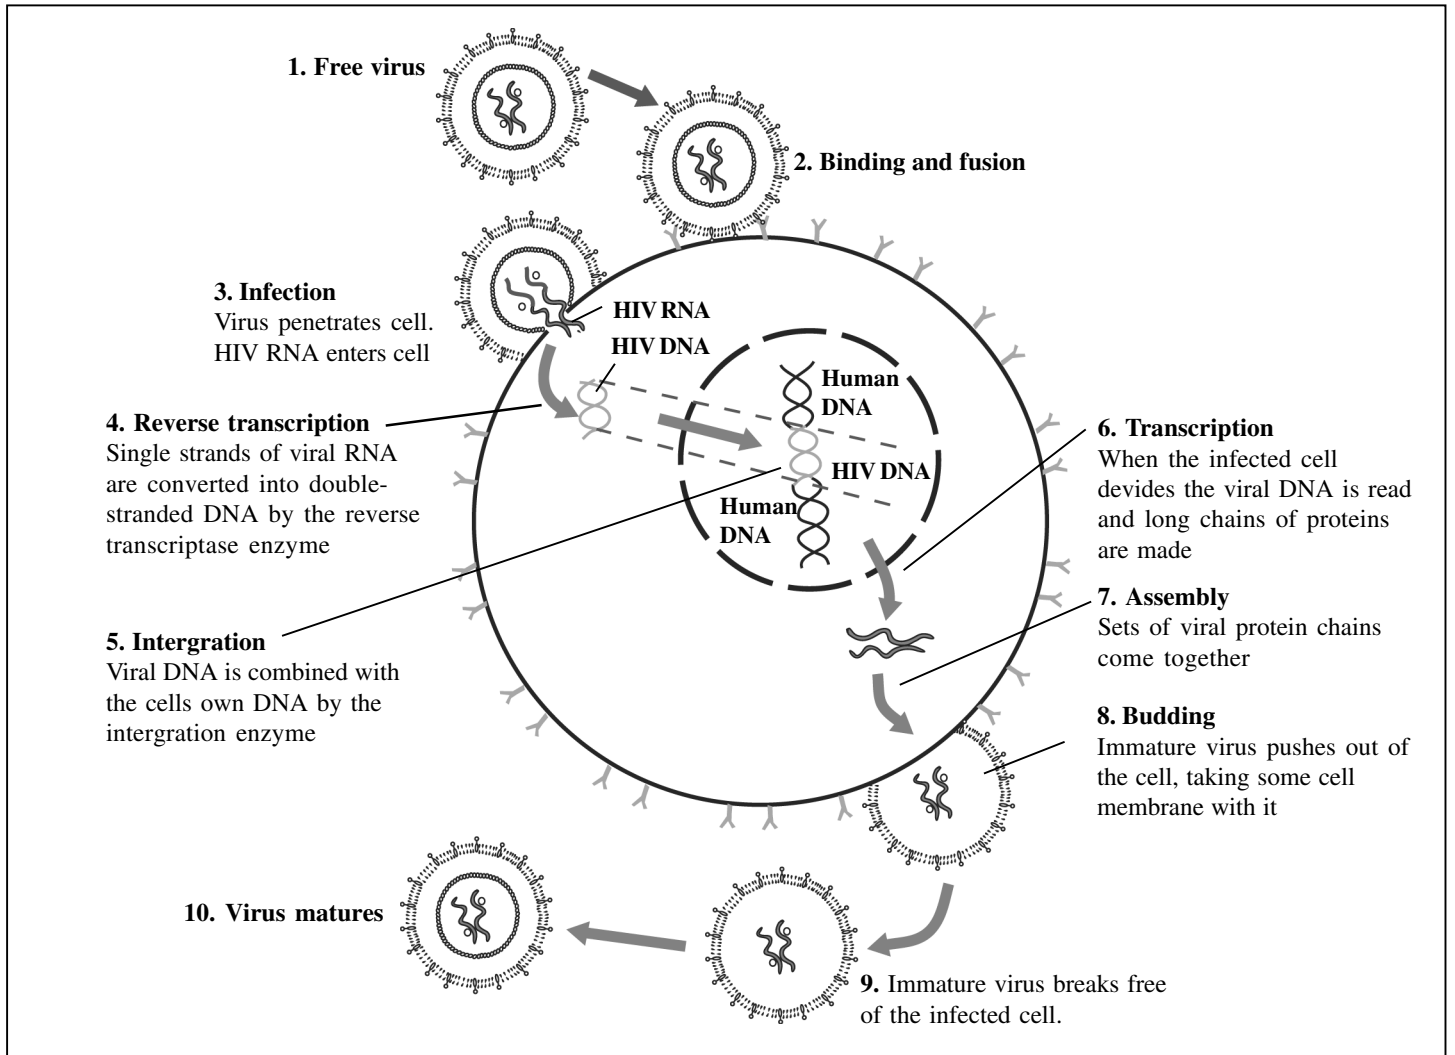 1. Free virus
2. Binding and fusion
3. Infection
Virus penetrates cell.
HIV RNA enters cell
HIV RNA
HIV DNA
Human
DNA
HIV DNA
Human
DNA
4. Reverse transcription
Single strands of viral RNA
are converted into double-
stranded DNA by the reverse
transcriptase enzyme
5. Intergration
Viral DNA is combined with
the cells own DNA by the
intergration enzyme
6. Transcription
When the infected cell
devides the viral DNA is read
and long chains of proteins
are made
7. Assembly
Sets of viral protein chains
come together
8. Budding
Immature virus pushes out of
the cell, taking some cell
membrane with it
9. Immature virus breaks free
of the infected cell.
10. Virus matures